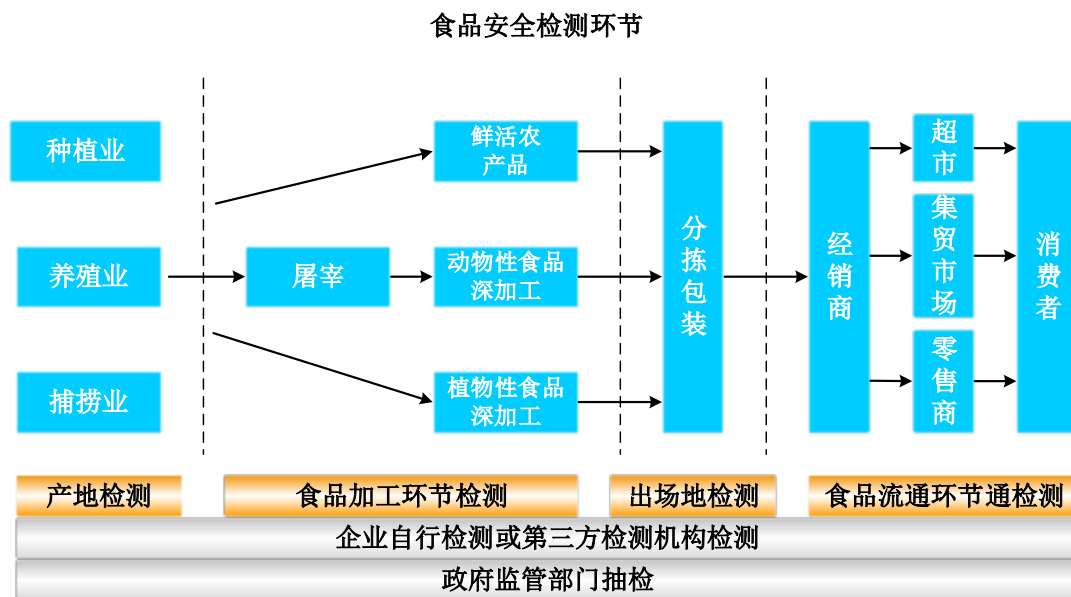 食品安全检测环节
种植业
养殖业
捕捞业
屠宰
鲜活农
产品
动物性食品
深加工
植物性食品
深加工
分拣包装
经销商
超市
集贸市场
零售商
消费者
产地检测
食品加工环节检测
出场地检测
食品流通环节通检测
企业自行检测或第三方检测机构检测
政府监管部门抽检